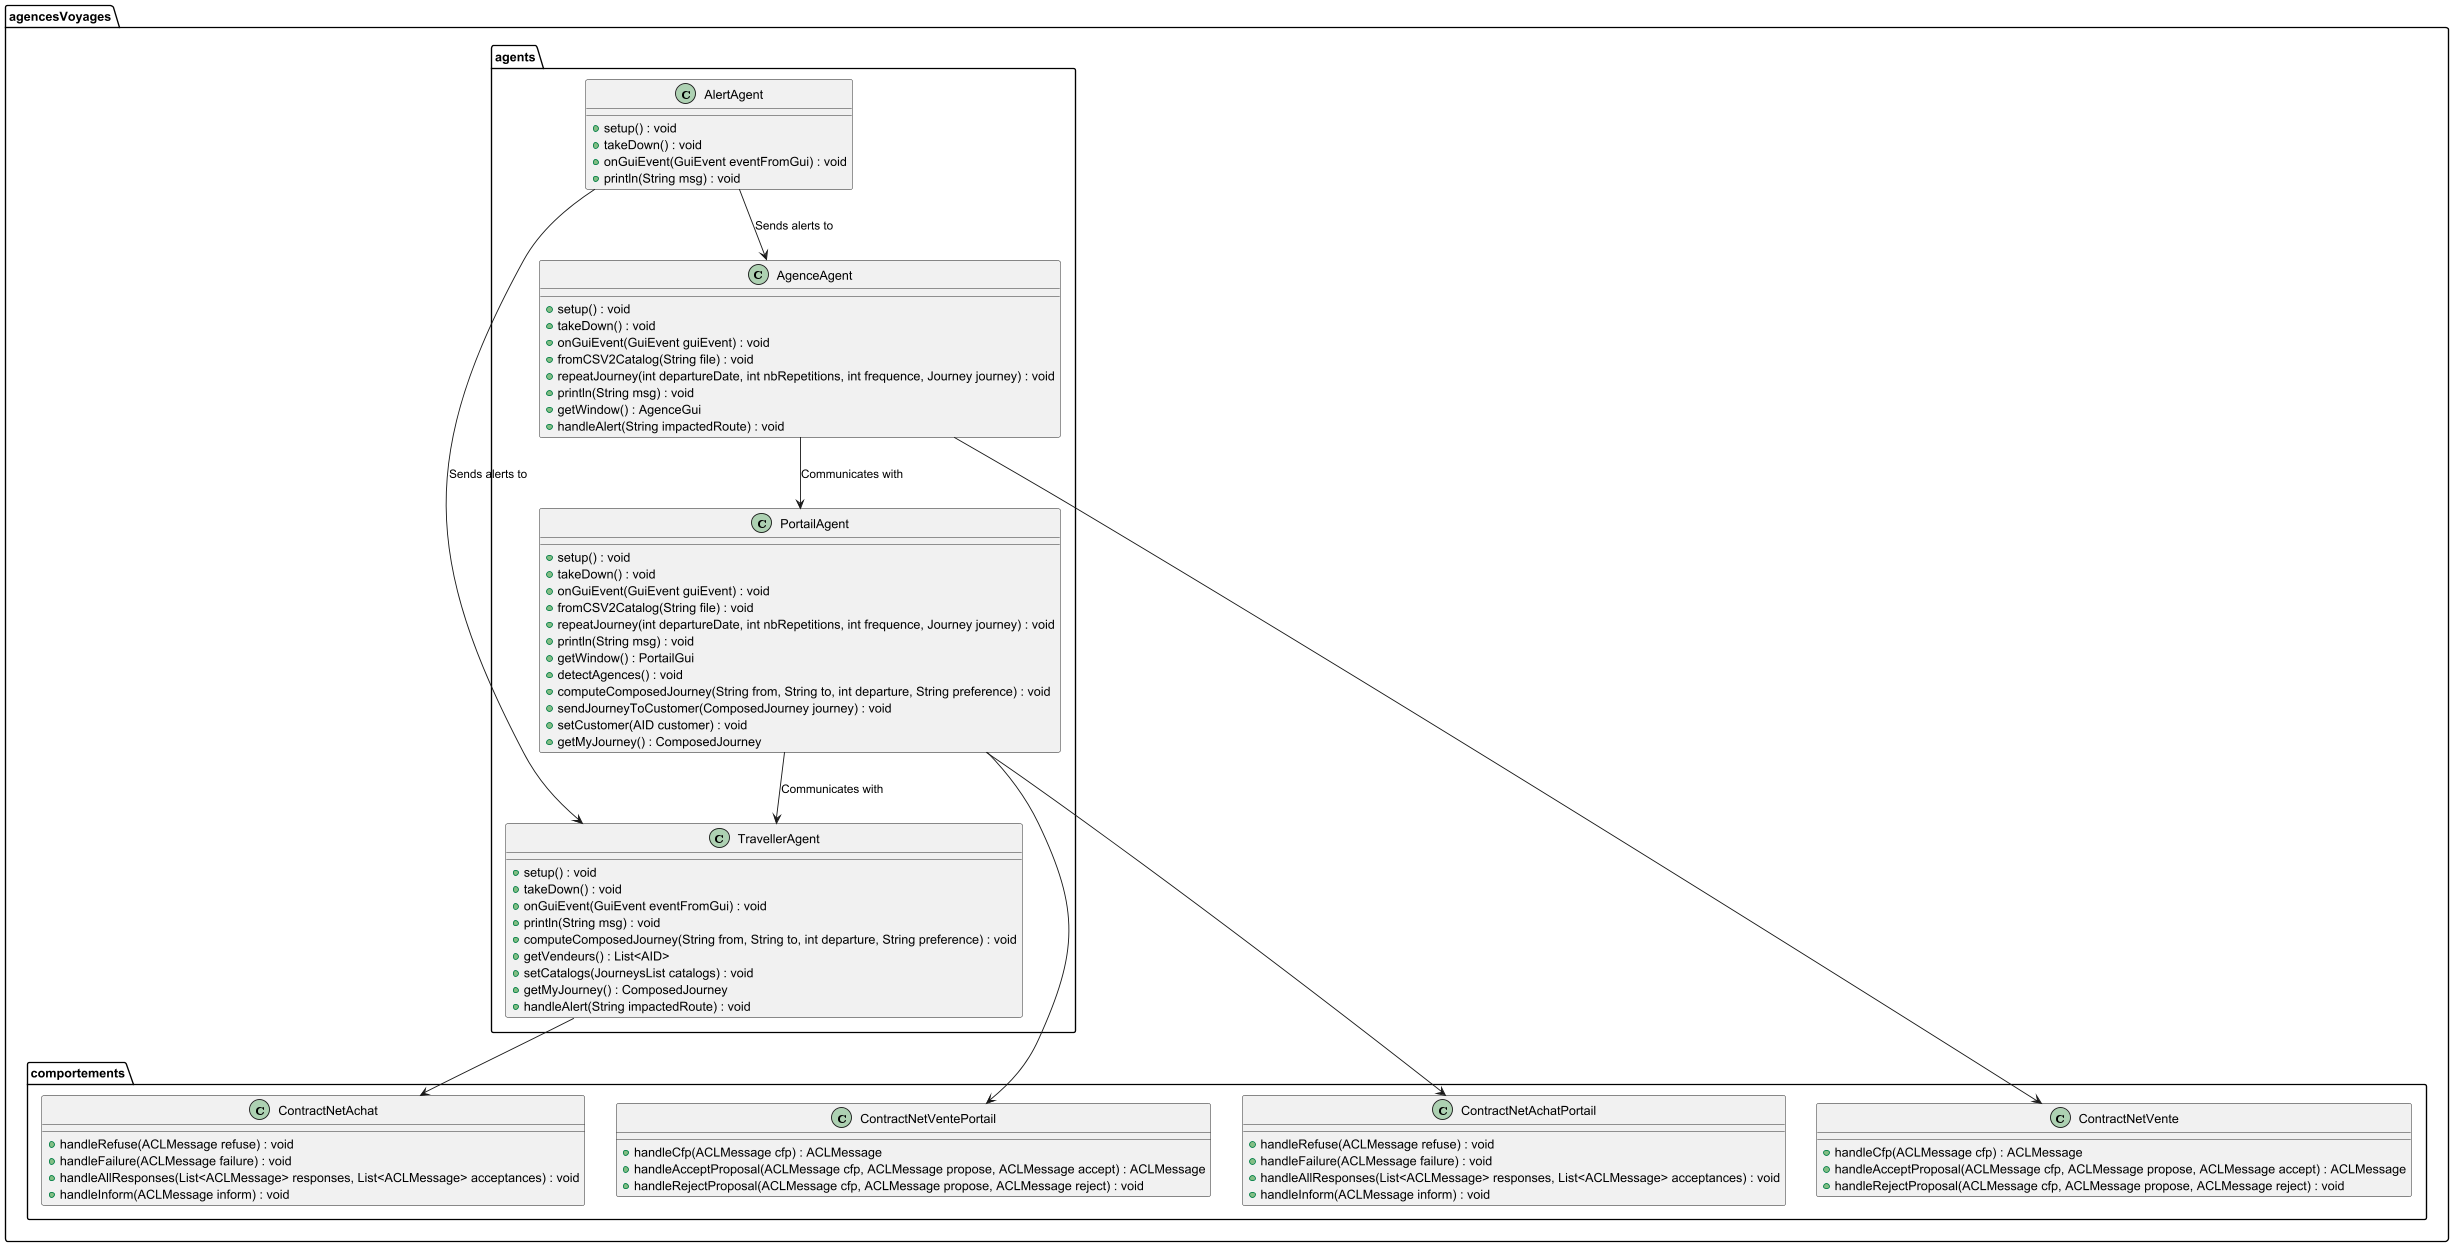 agencesVoyages
agents
C AlertAgent
setup() : void
takeDown() : void
onGuiEvent(GuiEvent eventFromGui) : void
println(String msg) : void
Sends alerts to
C AgenceAgent
setup() : void
takeDown() : void
onGuiEvent(GuiEvent guiEvent) : void
fromCSV2Catalog(String file) : void
repeatJourney(int departureDate, int nbRepetitions, int frequence, Journey journey) : void
println(String msg) : void
getWindow() : AgenceGui
handleAlert(String impactedRoute) : void
Sends alerts to
Communicates with
C PortailAgent
setup() : void
takeDown() : void
onGuiEvent(GuiEvent guiEvent) : void
fromCSV2Catalog(String file) : void
repeatJourney(int departureDate, int nbRepetitions, int frequence, Journey journey) : void
println(String msg) : void
getWindow() : PortailGui
detectAgences() : void
computeComposedJourney(String from, String to, int departure, String preference) : void
sendJourneyToCustomer(ComposedJourney journey) : void
setCustomer(AID customer) : void
getMyJourney() : ComposedJourney
Communicates with
C TravellerAgent
setup() : void
takeDown() : void
onGuiEvent(GuiEvent eventFromGui) : void
println(String msg) : void
computeComposedJourney(String from, String to, int departure, String preference) : void
getVendeurs() : List<AID>
setCatalogs(JourneysList catalogs) : void
getMyJourney() : ComposedJourney
handleAlert(String impactedRoute) : void
comportements
C ContractNetAchat
handleRefuse(ACLMessage refuse) : void
handleFailure(ACLMessage failure) : void
handleAllResponses(List<ACLMessage> responses, List<ACLMessage> acceptances) : void
handleInform(ACLMessage inform) : void
C ContractNetVentePortail
handleCfp(ACLMessage cfp) : ACLMessage
handleAcceptProposal(ACLMessage cfp, ACLMessage propose, ACLMessage accept) : ACLMessage
handleRejectProposal(ACLMessage cfp, ACLMessage propose, ACLMessage reject) : void
C ContractNetAchatPortail
handleRefuse(ACLMessage refuse) : void
handleFailure(ACLMessage failure) : void
handleAllResponses(List<ACLMessage> responses, List<ACLMessage> acceptances) : void
handleInform(ACLMessage inform) : void
C ContractNetVente
handleCfp(ACLMessage cfp) : ACLMessage
handleAcceptProposal(ACLMessage cfp, ACLMessage propose, ACLMessage accept) : ACLMessage
handleRejectProposal(ACLMessage cfp, ACLMessage propose, ACLMessage reject) : void